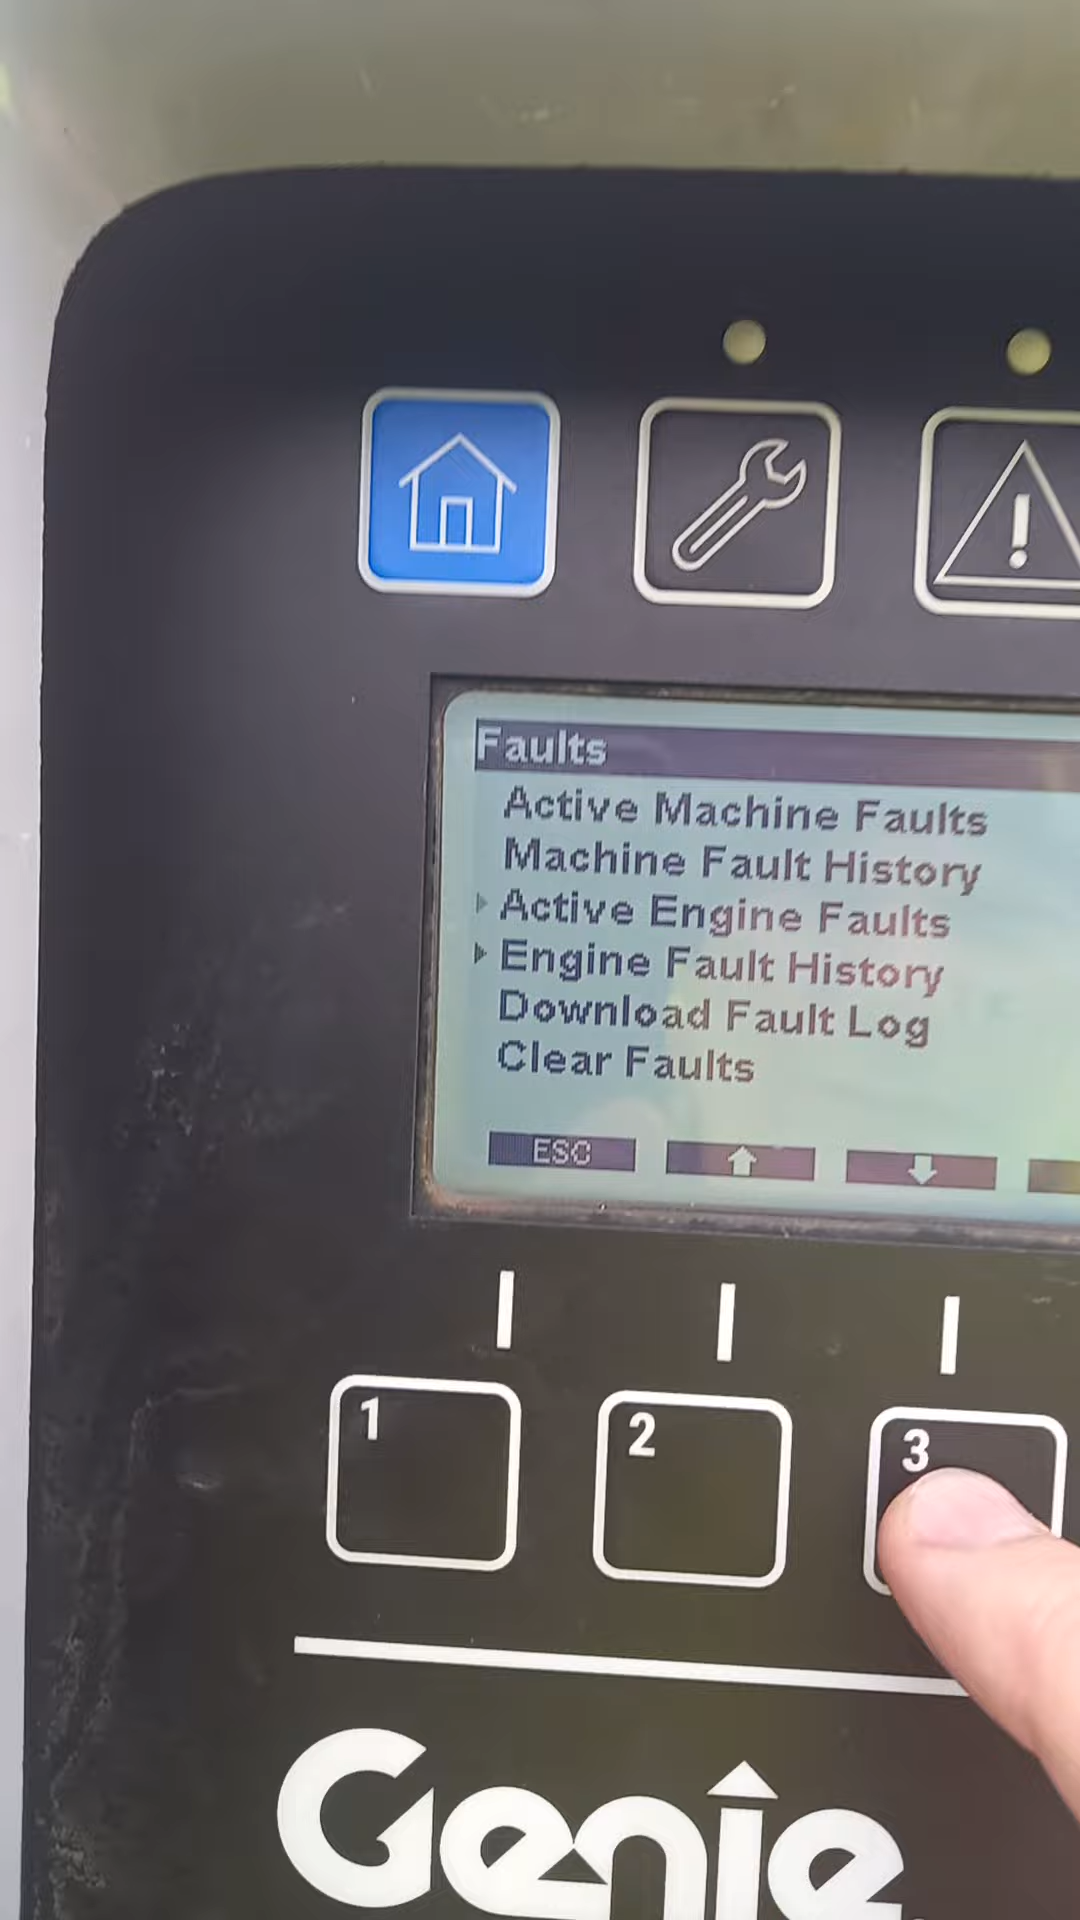 Faults
Active Machine Faults
Machine Fault History
Active Engine Faults
Engine Fault History
Download Fault Log
Clear Faults
ESC
1
2
3
Genie